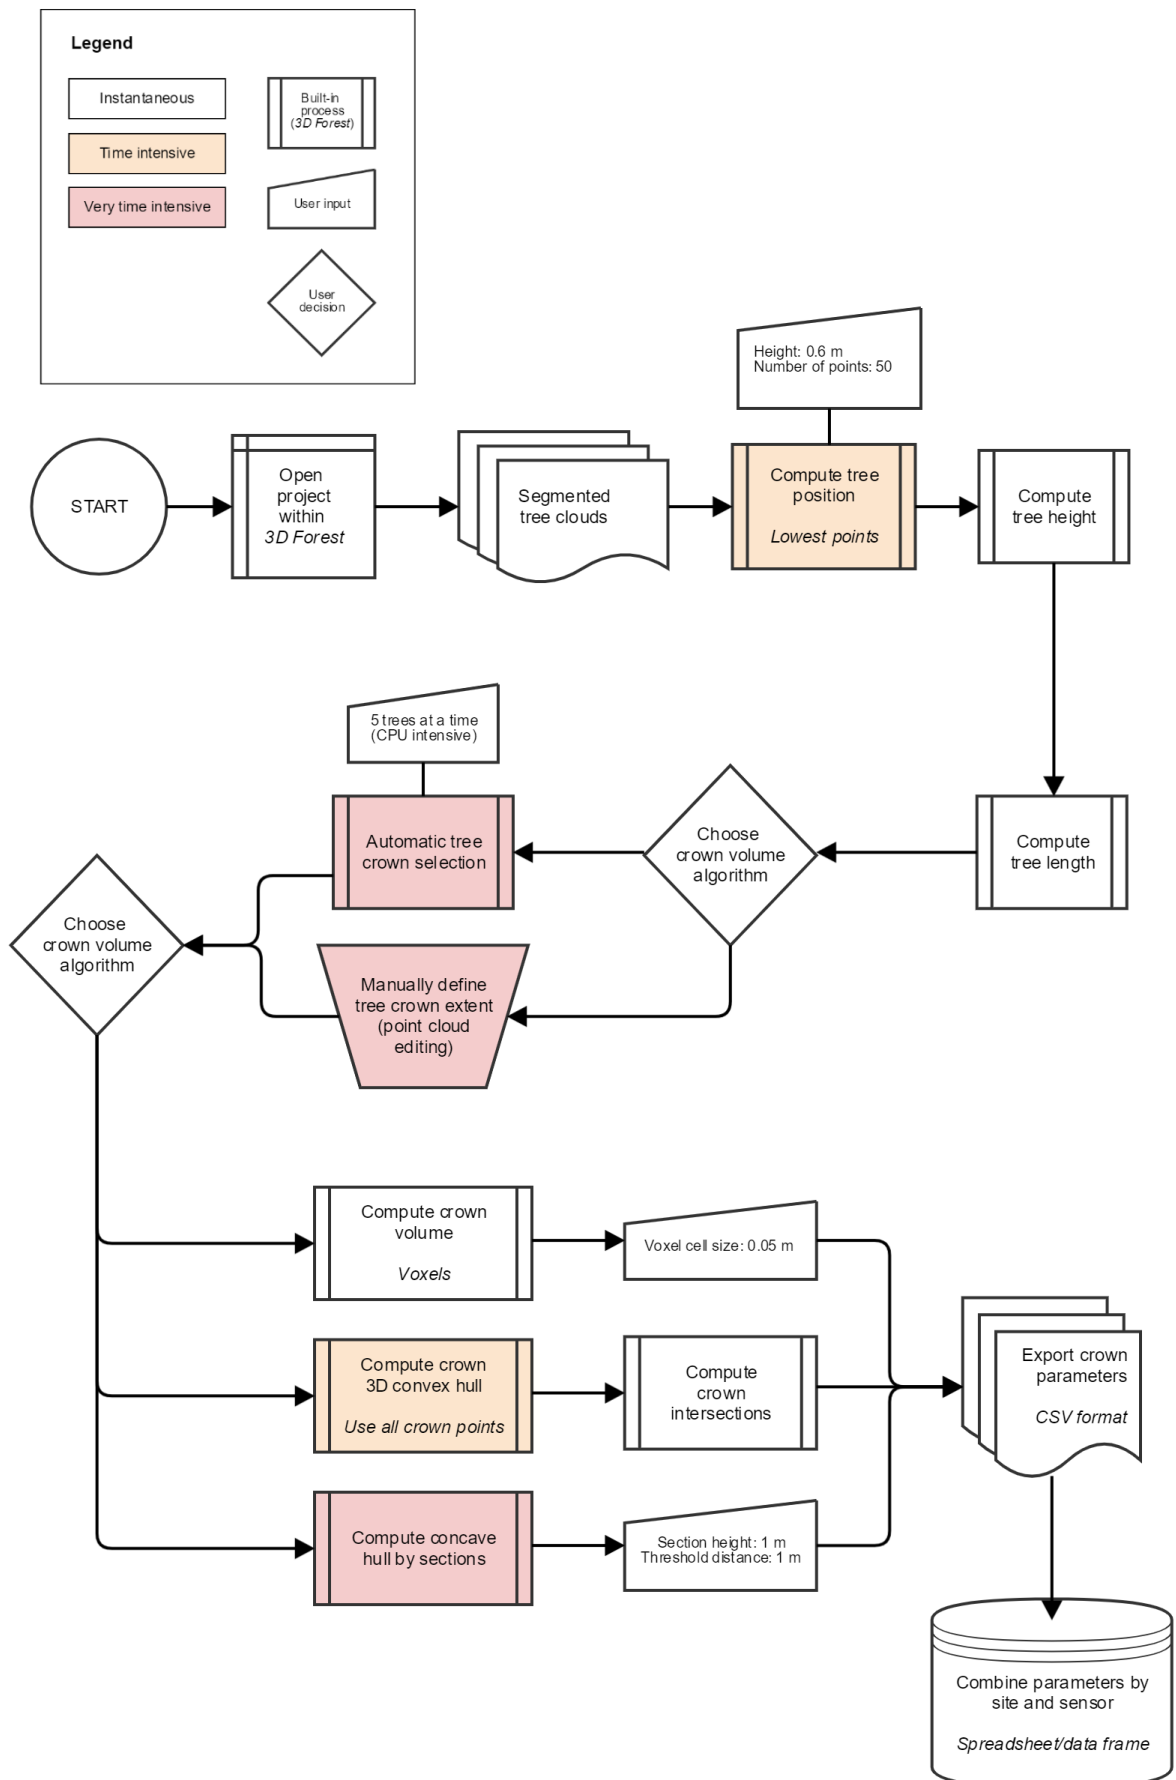 Legend
Instantaneous
Time intensive
Very time intensive
Built-in
process
(3D Forest)
User input
User
decision
Height: 0.6 m
Number of points: 50
START
Open
project
within
3D Forest
Segmented
tree clouds
Compute tree
position
Lowest points
Compute
tree height
5 trees at a time
(CPU intensive)
Automatic tree
crown selection
Choose
crown volume
algorithm
Compute
tree length
Choose
crown volume
algorithm
Manually define
tree crown extent
(point cloud
editing)
Compute crown
volume
Voxels
Voxel cell size: 0.05 m
Compute crown
3D convex hull
Use all crown points
Compute
crown
intersections
Export crown
parameters
CSV format
Compute concave
hull by sections
Section height: 1 m
Threshold distance: 1 m
Combine parameters by
site and sensor
Spreadsheet/data frame